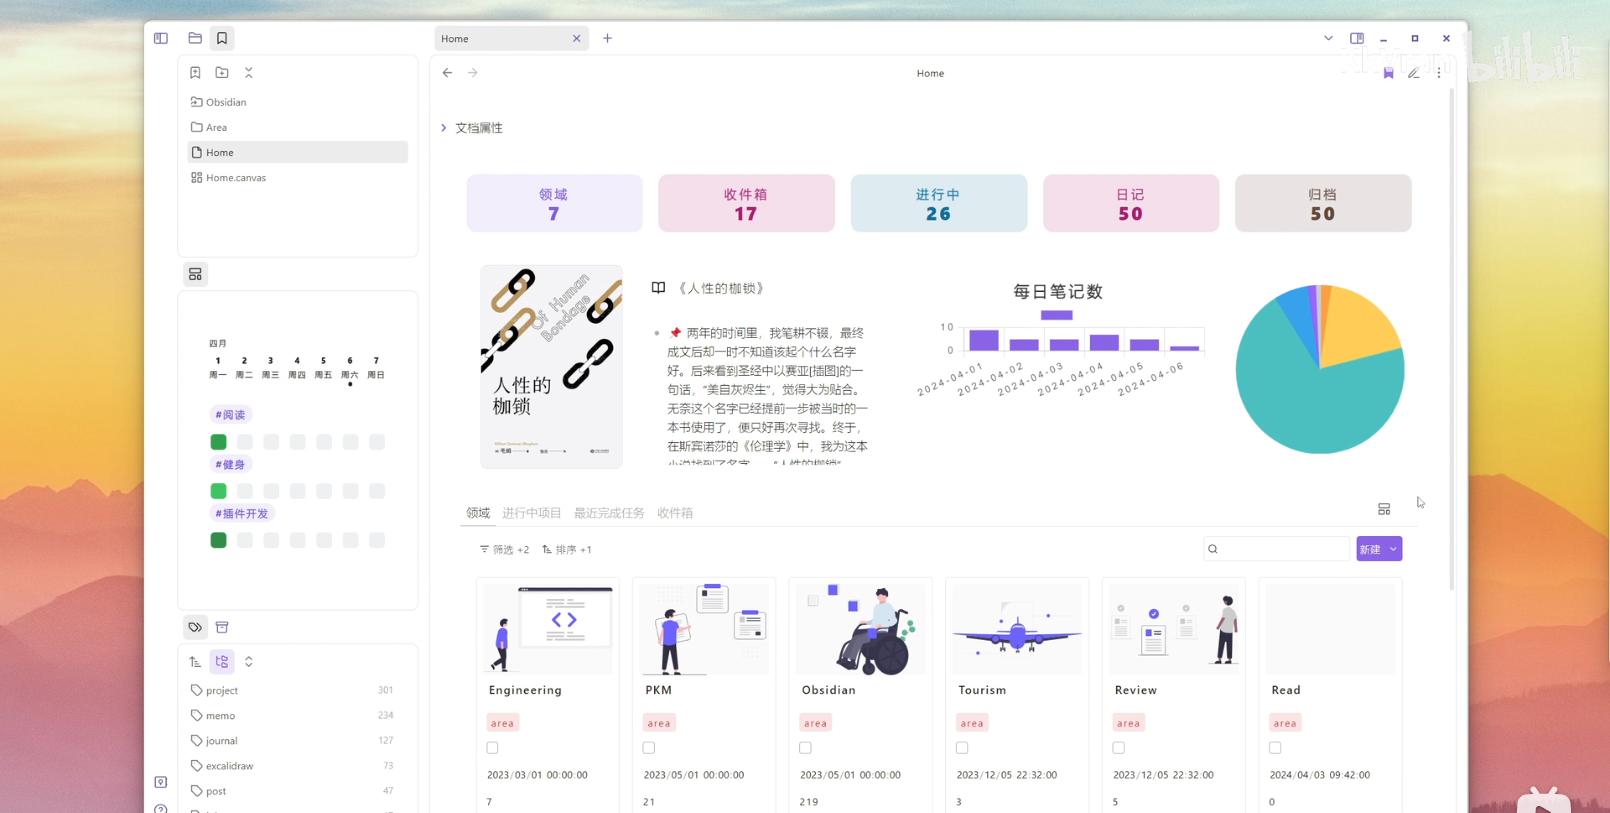 Home
Home
bilibili
Obsidian
Area
Home
Home.canvas
文档属性
领域
7
收件箱
17
进行中
26
日记
50
归档
50
Of Human
Bondage
人性的
枷锁
《人性的枷锁》
两年的时间里，我笔耕不辍，最终
成文后却一时不知道该起个什么名字
好。后来看到圣经中以赛亚[插图]的一
句话，“美自灰烬生”，觉得大为贴合。
无奈这个名字已经提前一步被当时的一
本书使用了，便只好再次寻找。终于，
在斯宾诺莎的《伦理学》中，我为这本
每日笔记数
10
0
2024-04-01
2024-04-02
2024-04-03
2024-04-04
2024-04-05
2024-04-06
四月
1 2 3 4 5 6 7
周一 周二 周三 周四 周五 周六 周日
#阅读
#健身
#插件开发
领域 进行中项目 最近完成任务 收件箱
筛选 +2 排序 +1
新建
Engineering
area
2023/03/01 00:00:00
7
PKM
area
2023/05/01 00:00:00
21
Obsidian
area
2023/05/01 00:00:00
219
Tourism
area
2023/12/05 22:32:00
3
Review
area
2023/12/05 22:32:00
5
Read
area
2024/04/03 09:42:00
0
project 301
memo 234
journal 127
excalidraw 73
post 47